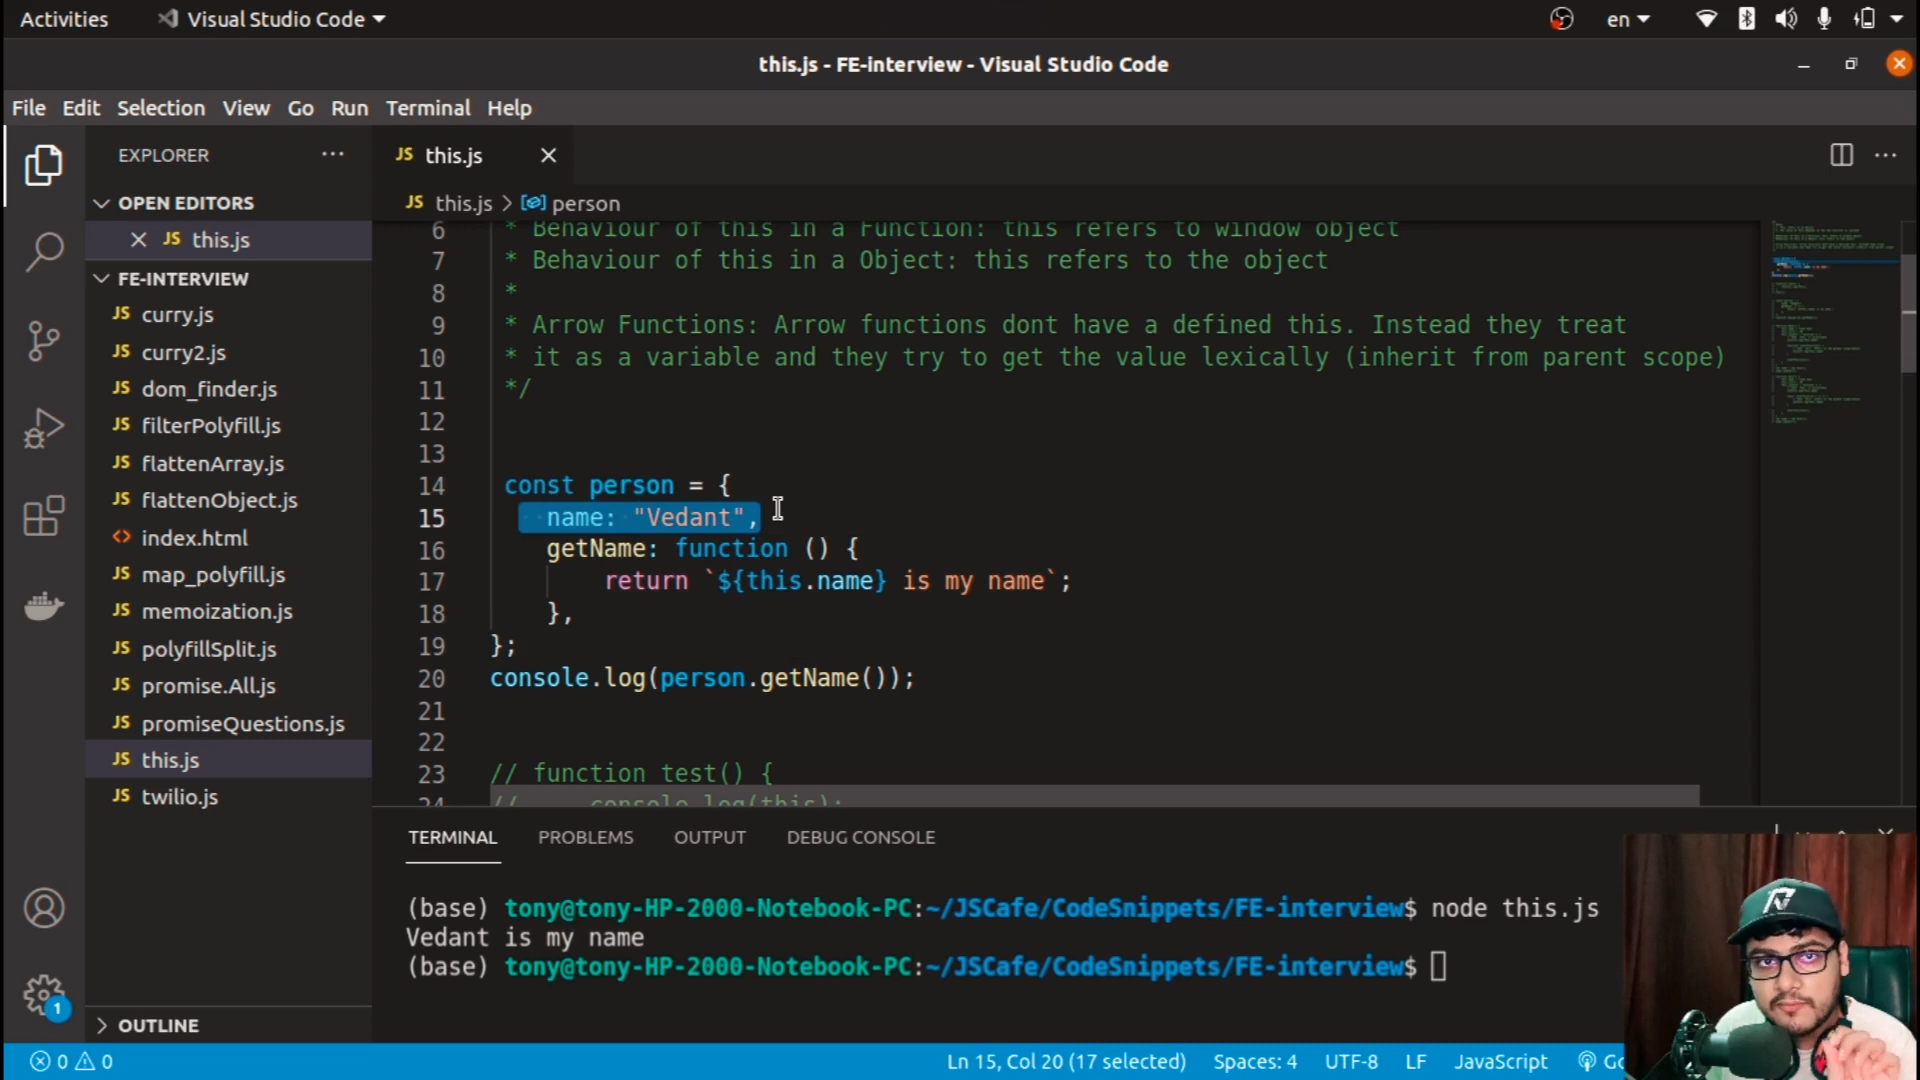 Activities
Visual Studio Code
en
this.js - FE-interview - Visual Studio Code
File Edit Selection View Go Run Terminal Help
EXPLORER
OPEN EDITORS
JS this.js
FE-INTERVIEW
JS curry.js
JS curry2.js
JS dom_finder.js
JS filterPolyfill.js
JS flattenArray.js
JS flattenObject.js
<> index.html
JS map_polyfill.js
JS memoization.js
JS polyfillSplit.js
JS promise.All.js
JS promiseQuestions.js
JS this.js
JS twilio.js
OUTLINE
1
JS this.js
JS this.js > person
6 * Behaviour of this in a Function: this refers to window object
7 * Behaviour of this in a Object: this refers to the object
8 *
9 * Arrow Functions: Arrow functions dont have a defined this. Instead they treat
10 * it as a variable and they try to get the value lexically (inherit from parent scope)
11 */
12
13
14 const person = {
15 name: "Vedant",
16 getName: function () {
17 return `${this.name} is my name`;
18 },
19 };
20 console.log(person.getName());
21
22
23 // function test() {
24 // console.log(this);
TERMINAL PROBLEMS OUTPUT DEBUG CONSOLE
(base) tony@tony-HP-2000-Notebook-PC:~/JSCafe/CodeSnippets/FE-interview$ node this.js
Vedant is my name
(base) tony@tony-HP-2000-Notebook-PC:~/JSCafe/CodeSnippets/FE-interview$
0 0 Ln 15, Col 20 (17 selected) Spaces: 4 UTF-8 LF JavaScript